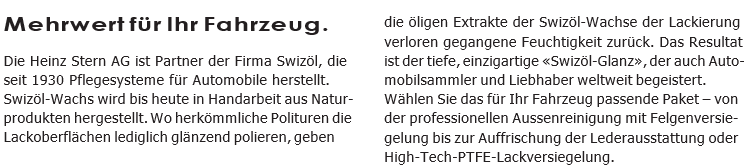 Mehrwert für Ihr Fahrzeug.
Die Heinz Stern AG ist Partner der Firma Swizöl, die
seit 1930 Pflegesysteme für Automobile herstellt.
Swizöl-Wachs wird bis heute in Handarbeit aus Natur-
produkten hergestellt. Wo herkömmliche Polituren die
Lackoberflächen lediglich glänzend polieren, geben
die öligen Extrakte der Swizöl-Wachse der Lackierung
verloren gegangene Feuchtigkeit zurück. Das Resultat
ist der tiefe, einzigartige «Swizöl-Glanz», der auch Auto-
mobilsammler und Liebhaber weltweit begeistert.
Wählen Sie das für Ihr Fahrzeug passende Paket – von
der professionellen Aussenreinigung mit Felgenversie-
gelung bis zur Auffrischung der Lederausstattung oder
High-Tech-PTFE-Lackversiegelung.